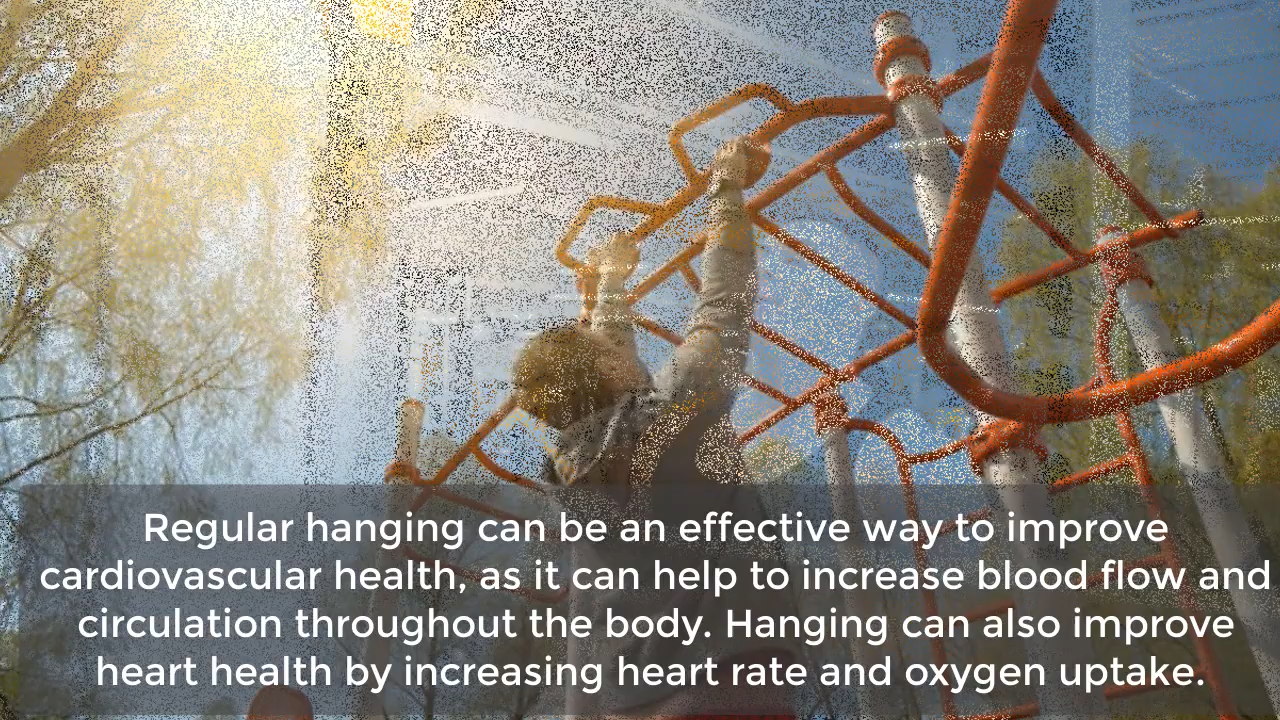 Regular hanging can be an effective way to improve
cardiovascular health, as it can help to increase blood flow and
circulation throughout the body. Hanging can also improve
heart health by increasing heart rate and oxygen uptake.